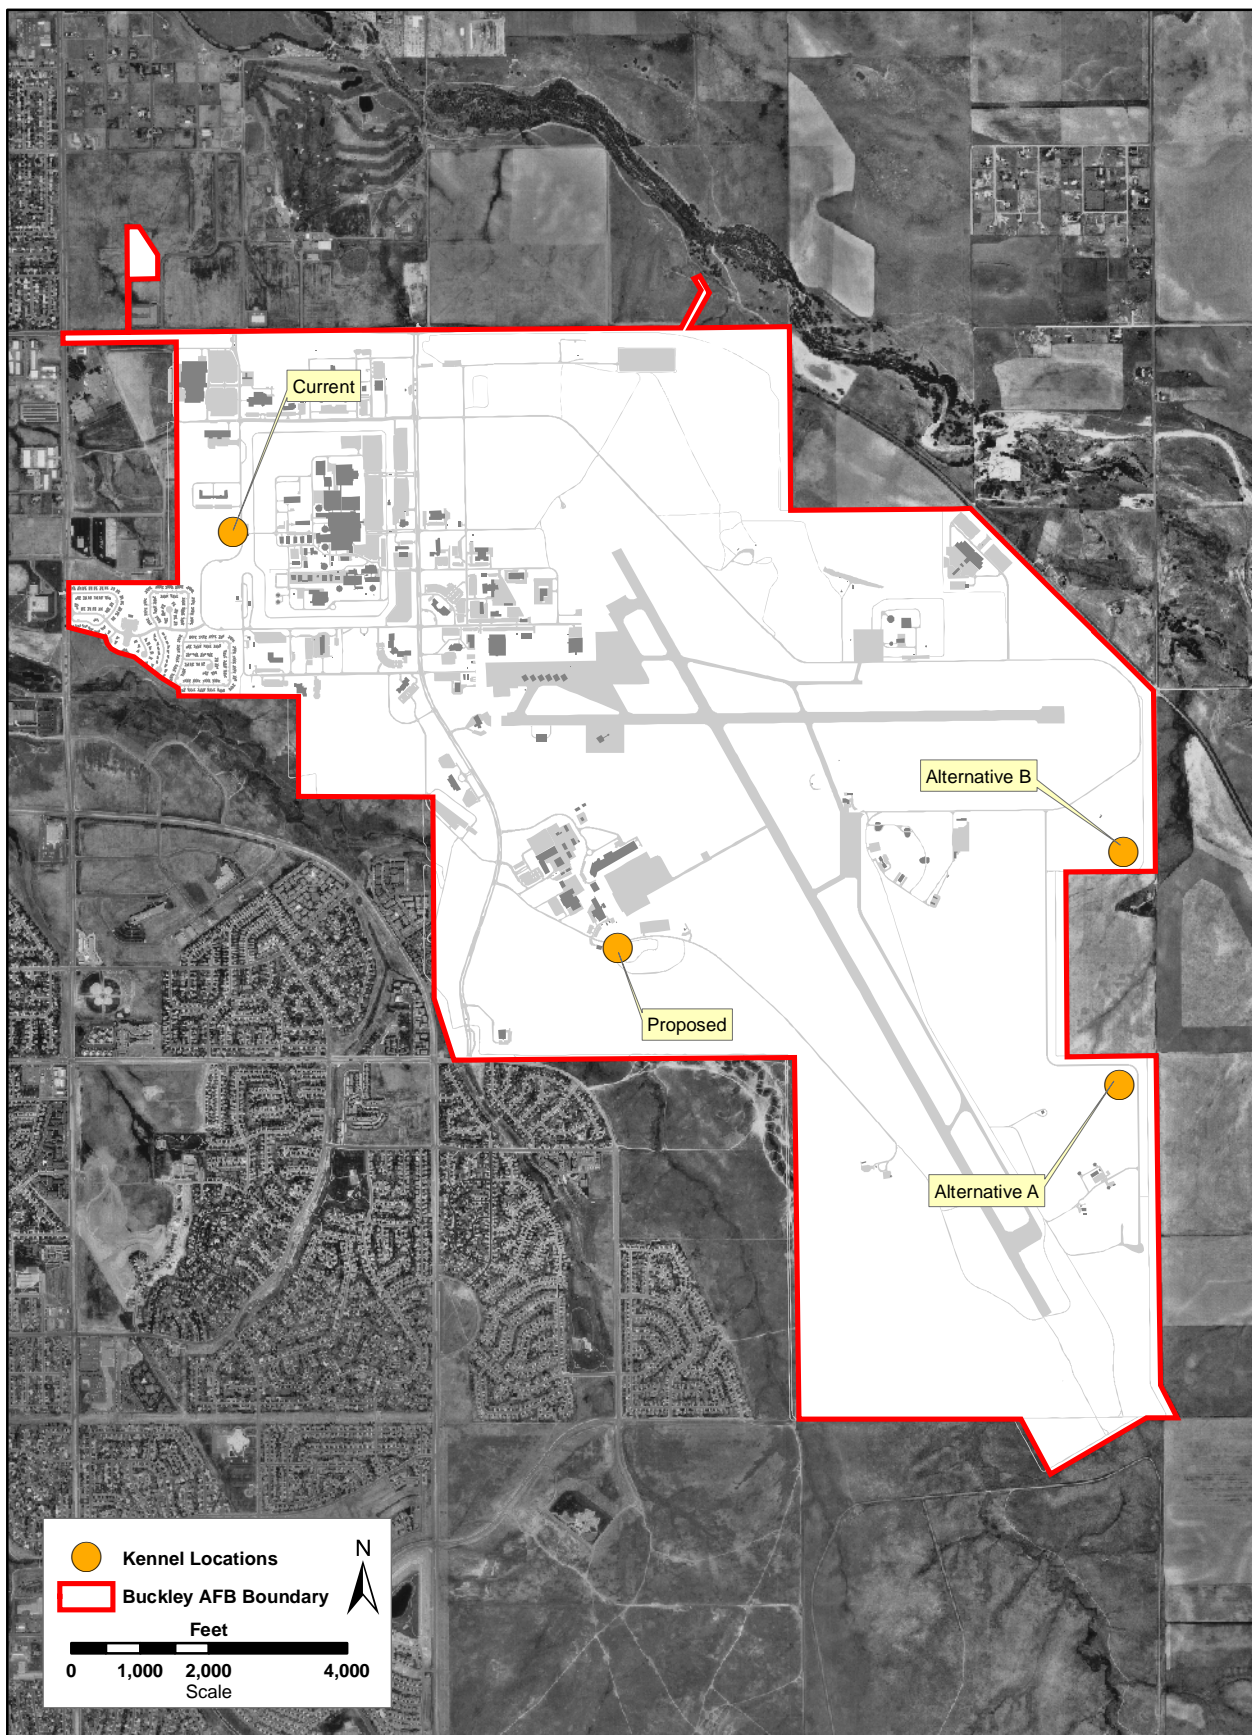 Current
Alternative B
Proposed
Alternative A
Kennel Locations
N
Buckley AFB Boundary
Feet
0 1,000 2,000 4,000
Scale